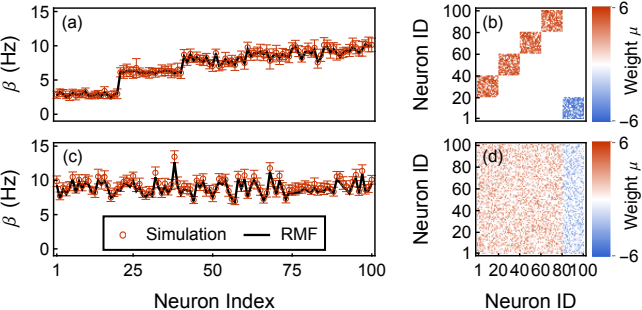 (a)
15
10
5
0
β (Hz)
(b)
100
80
60
40
20
1
Neuron ID
6
-6
Weight μ
(c)
15
10
5
0
β (Hz)
Simulation
RMF
1
25
50
75
100
Neuron Index
(d)
100
80
60
40
20
1
Neuron ID
1 20 40 60 80 100
Neuron ID
6
-6
Weight μ